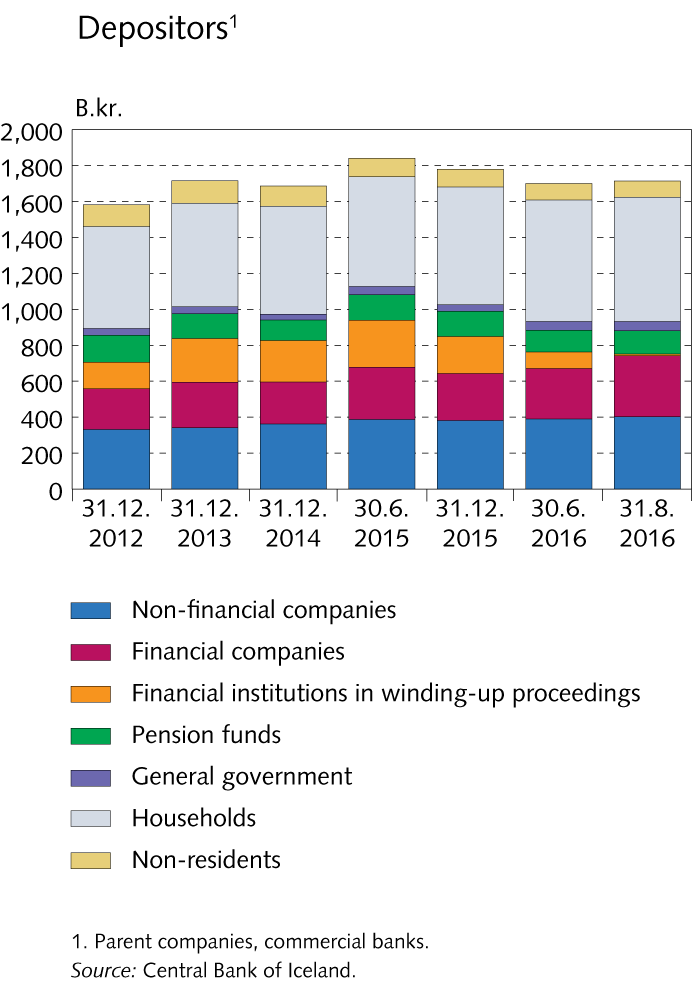 Depositors¹
B.kr.
2,000
1,800
1,600
1,400
1,200
1,000
800
600
400
200
0
31.12. 31.12. 31.12. 30.6. 31.12. 30.6. 31.8.
2012 2013 2014 2015 2015 2016 2016
Non-financial companies
Financial companies
Financial institutions in winding-up proceedings
Pension funds
General government
Households
Non-residents
1. Parent companies, commercial banks.
Source: Central Bank of Iceland.